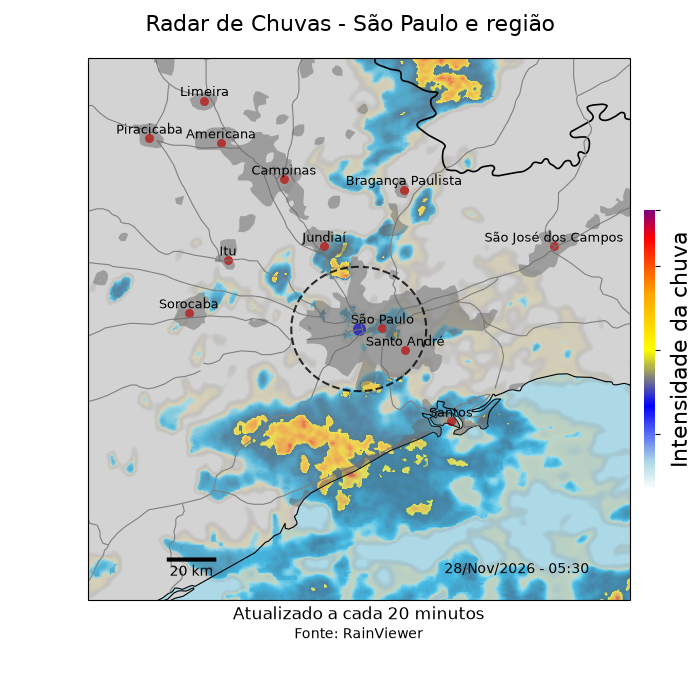 Radar de Chuvas - São Paulo e região
Limeira
Piracicaba
Americana
Campinas
Bragança Paulista
Jundiaí
São José dos Campos
Itu
Sorocaba
São Paulo
Santo André
Santos
Intensidade da chuva
28/Nov/2026 - 05:30
20 km
Atualizado a cada 20 minutos
Fonte: RainViewer